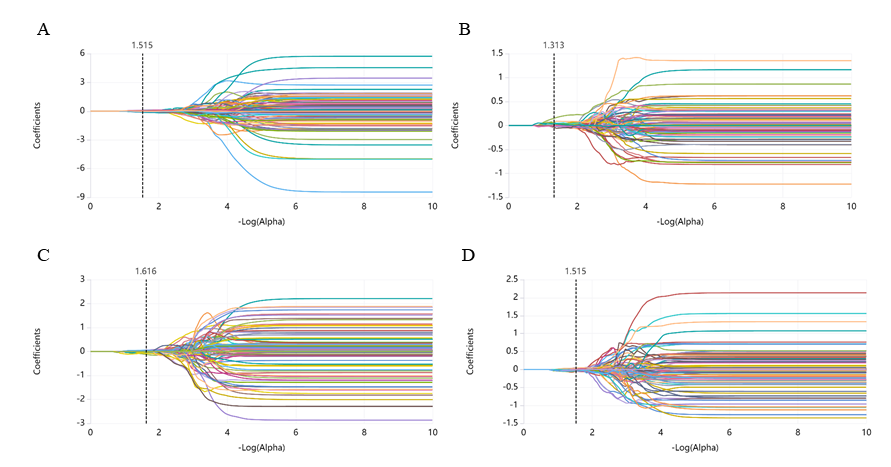 A
1.515
6
3
0
-3
-6
-9
Coefficients
0 2 4 6 8 10
-Log(Alpha)
B
1.313
1.5
1
0.5
0
-0.5
-1
-1.5
Coefficients
0 2 4 6 8 10
-Log(Alpha)
C
1.616
3
2
1
0
-1
-2
-3
Coefficients
0 2 4 6 8 10
-Log(Alpha)
D
1.515
2.5
2
1.5
1
0.5
0
-0.5
-1
-1.5
Coefficients
0 2 4 6 8 10
-Log(Alpha)